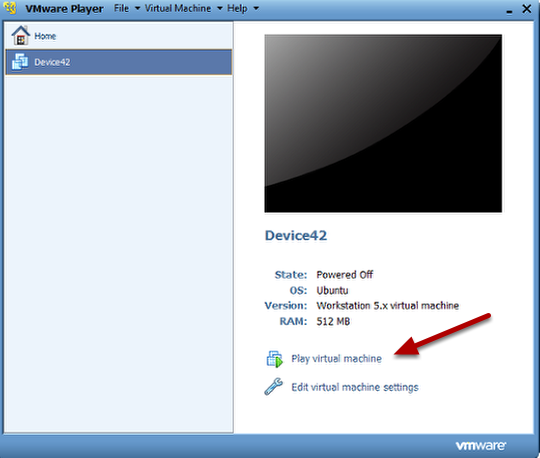 VMware Player File Virtual Machine Help
Home
Device42
Device42
State: Powered Off
OS: Ubuntu
Version: Workstation 5.x virtual machine
RAM: 512 MB
Play virtual machine
Edit virtual machine settings
vmware